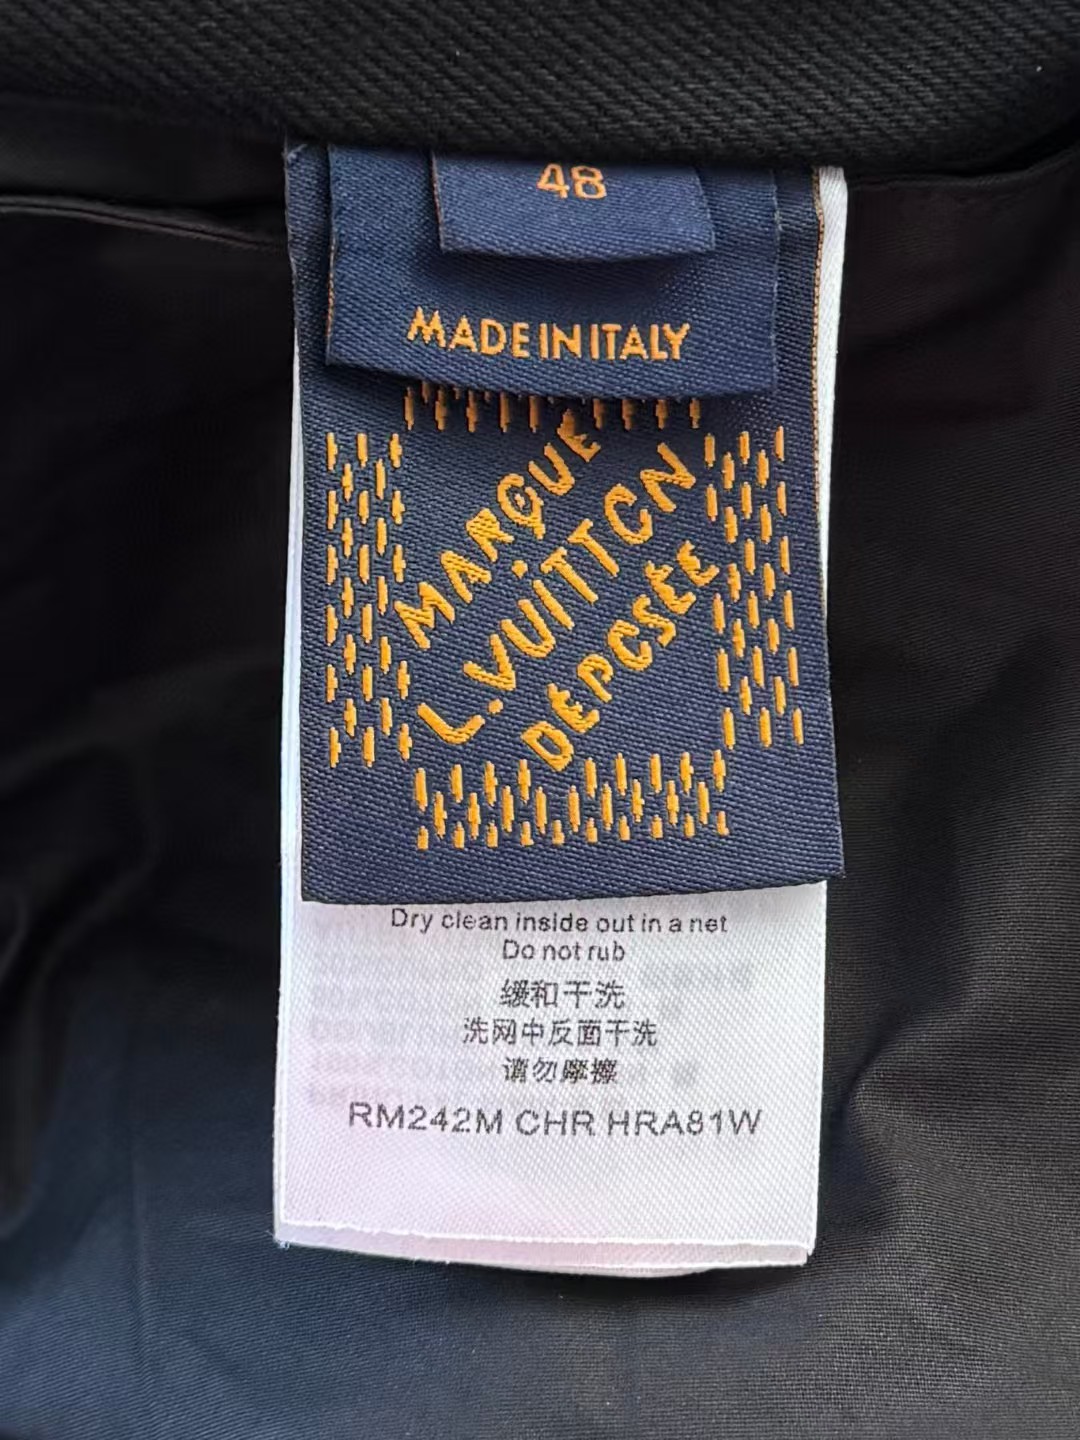 48
MADE IN ITALY
MARQUE
L.VUITTON
DÉPOSÉE
Dry clean inside out in a net
Do not rub
缓和干洗
洗网中反面干洗
请勿摩擦
RM242M CHR HRA81W